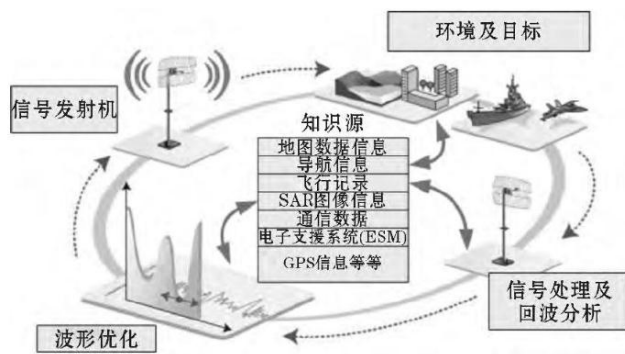 环境及目标
信号发射机
知识源
地图数据信息
导航信息
飞行记录
SAR图像信息
通信数据
电子支援系统(ESM)
GPS信息等等
信号处理及
回波分析
波形优化